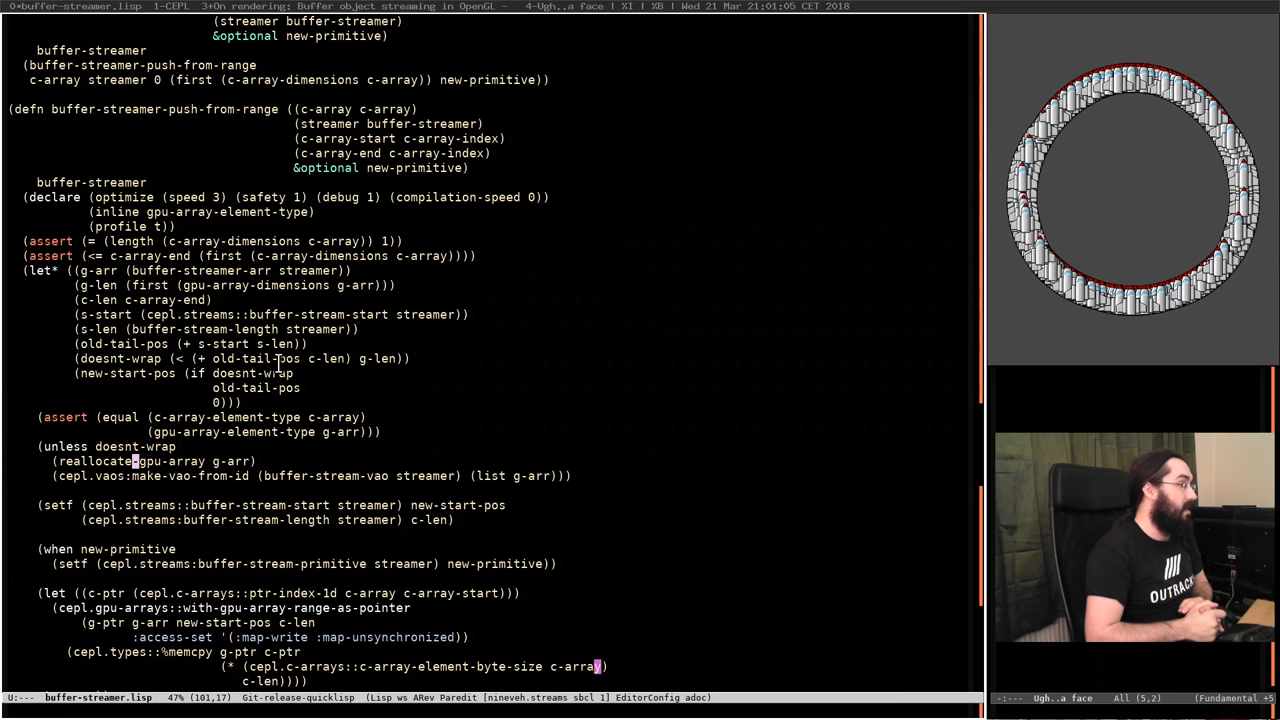 0*buffer-streamer.lisp  1-CEPL  3+On rendering: Buffer object streaming in OpenGL -   4-Ugh..a face | %I | %B | Wed 21 Mar 21:01:05 CET 2018
(streamer buffer-streamer)
&optional new-primitive)
buffer-streamer
(buffer-streamer-push-from-range
c-array streamer 0 (first (c-array-dimensions c-array)) new-primitive))
(defn buffer-streamer-push-from-range ((c-array c-array)
(streamer buffer-streamer)
(c-array-start c-array-index)
(c-array-end c-array-index)
&optional new-primitive)
buffer-streamer
(declare (optimize (speed 3) (safety 1) (debug 1) (compilation-speed 0))
(inline gpu-array-element-type)
(profile t))
(assert (= (length (c-array-dimensions c-array)) 1))
(assert (<= c-array-end (first (c-array-dimensions c-array))))
(let* ((g-arr (buffer-streamer-arr streamer))
(g-len (first (gpu-array-dimensions g-arr)))
(c-len c-array-end)
(s-start (cepl.streams::buffer-stream-start streamer))
(s-len (buffer-stream-length streamer))
(old-tail-pos (+ s-start s-len))
(doesnt-wrap (< (+ old-tail-pos c-len) g-len))
(new-start-pos (if doesnt-wrap
old-tail-pos
0)))
(assert (equal (c-array-element-type c-array)
(gpu-array-element-type g-arr)))
(unless doesnt-wrap
(reallocate-gpu-array g-arr)
(cepl.vaos:make-vao-from-id (buffer-stream-vao streamer) (list g-arr)))
(setf (cepl.streams::buffer-stream-start streamer) new-start-pos
(cepl.streams:buffer-stream-length streamer) c-len)
(when new-primitive
(setf (cepl.streams:buffer-stream-primitive streamer) new-primitive))
(let ((c-ptr (cepl.c-arrays::ptr-index-1d c-array c-array-start)))
(cepl.gpu-arrays::with-gpu-array-range-as-pointer
(g-ptr g-arr new-start-pos c-len
:access-set '(:map-write :map-unsynchronized))
(cepl.types::%memcpy g-ptr c-ptr
(* (cepl.c-arrays::c-array-element-byte-size c-array)
c-len))))
U:---  buffer-streamer.lisp   47% (101,17)  Git-release-quicklisp  (Lisp ws ARev Paredit [nineveh.streams sbcl 1] EditorConfig adoc)
OUTRAC
-:---  Ugh..a face    All (5,2)      (Fundamental +5